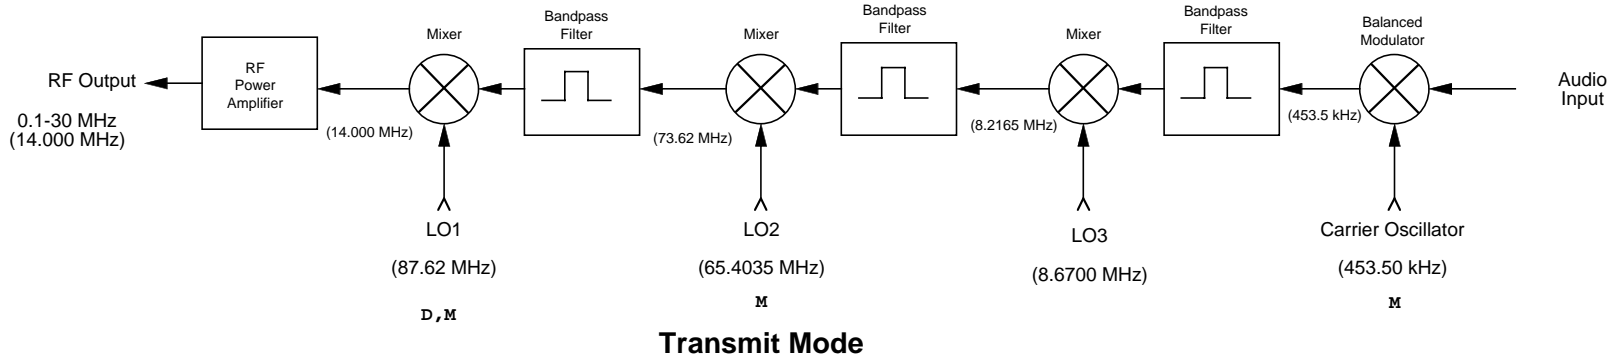 Bandpass
Filter
Bandpass
Filter
Bandpass
Filter
Mixer
Mixer
Mixer
Balanced
Modulator
RF Output
RF
Power
Amplifier
Audio
Input
0.1-30 MHz
(14.000 MHz)
(14.000 MHz)
(73.62 MHz)
(8.2165 MHz)
(453.5 kHz)
LO1
(87.62 MHz)
D,M
LO2
(65.4035 MHz)
M
LO3
(8.6700 MHz)
Carrier Oscillator
(453.50 kHz)
M
Transmit Mode